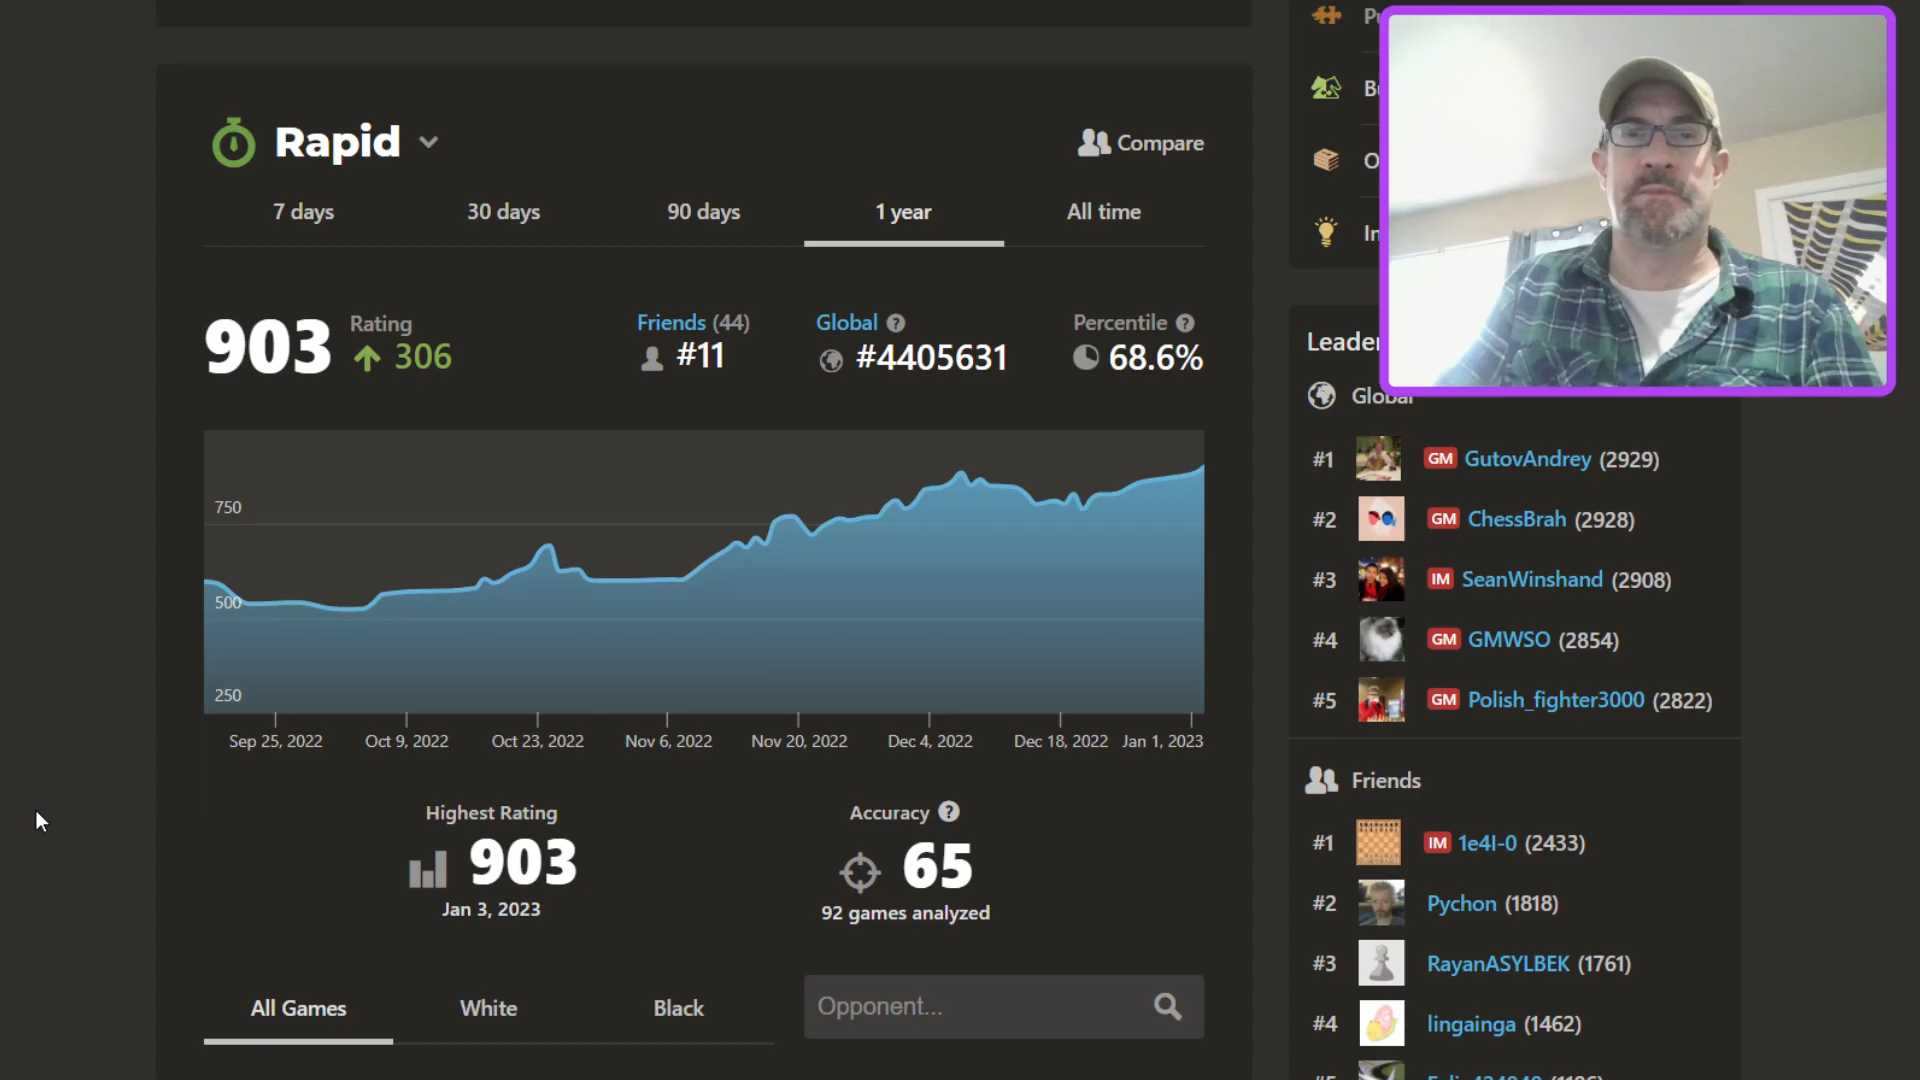 Rapid
Compare
7 days 30 days 90 days 1 year All time
903 Rating 306
Friends (44) #11
Global #4405631
Percentile 68.6%
750
500
250
Sep 25, 2022 Oct 9, 2022 Oct 23, 2022 Nov 6, 2022 Nov 20, 2022 Dec 4, 2022 Dec 18, 2022 Jan 1, 2023
Highest Rating
903
Jan 3, 2023
Accuracy
65
92 games analyzed
All Games White Black
Opponent...
Global
#1 GM GutovAndrey (2929)
#2 GM ChessBrah (2928)
#3 IM SeanWinshand (2908)
#4 GM GMWSO (2854)
#5 GM Polish_fighter3000 (2822)
Friends
#1 IM 1e4I-0 (2433)
#2 Pychon (1818)
#3 RayanASYLBEK (1761)
#4 lingainga (1462)